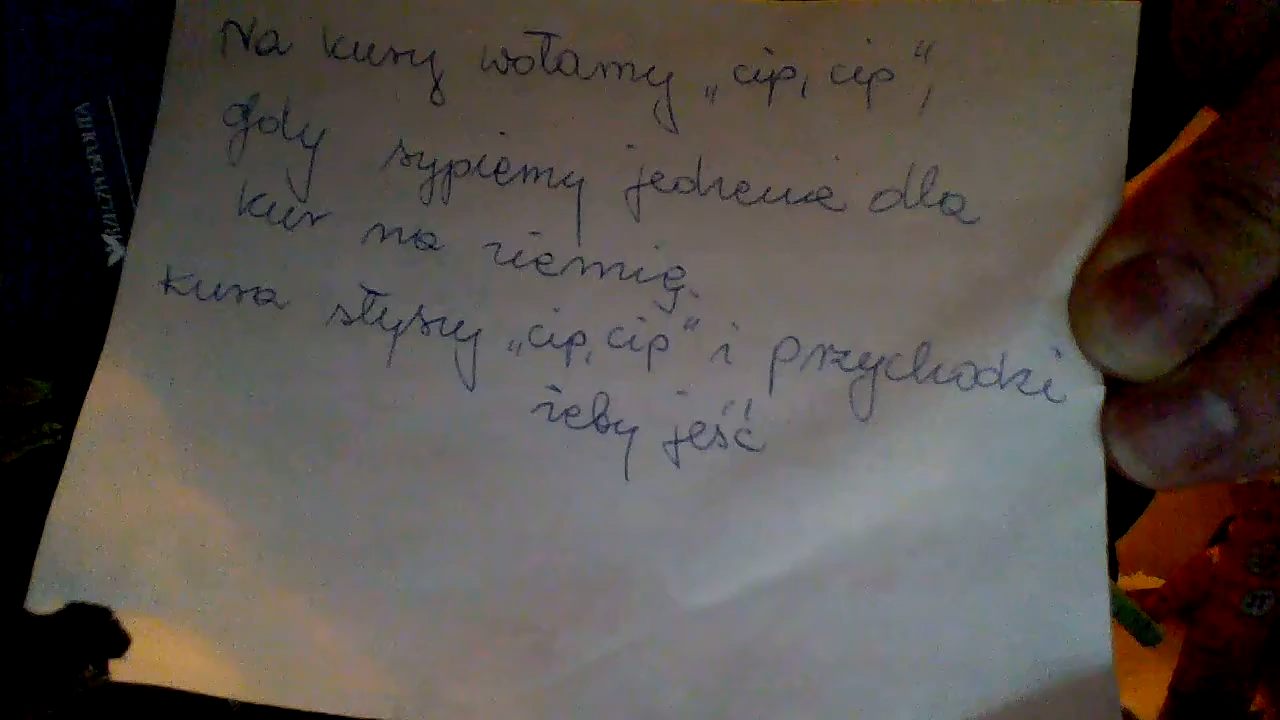 Na kury wołamy „cip, cip",
gdy sypiemy jedzenie dla
kur na ziemię.
Kura słyszy „cip, cip" i przychodzi
żeby jeść